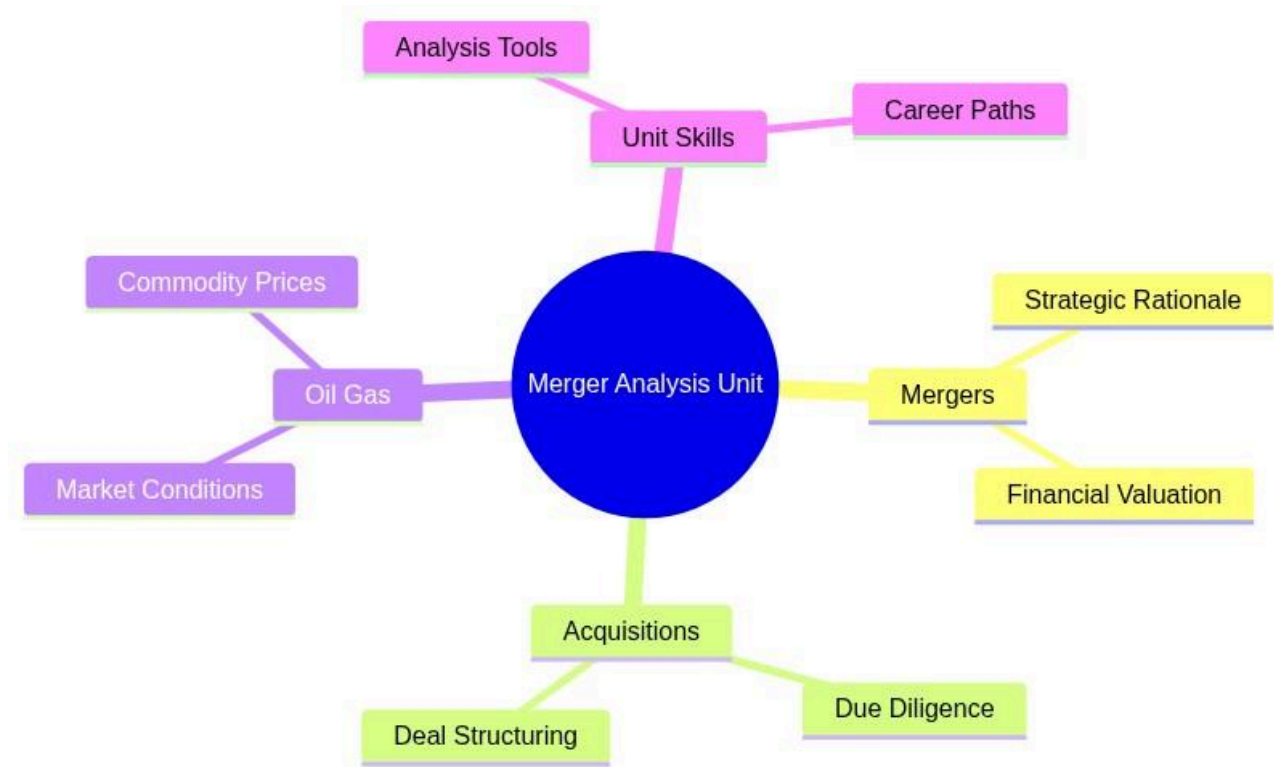 Analysis Tools
Career Paths
Unit Skills
Commodity Prices
Strategic Rationale
Oil Gas
Merger Analysis Unit
Mergers
Market Conditions
Financial Valuation
Acquisitions
Due Diligence
Deal Structuring